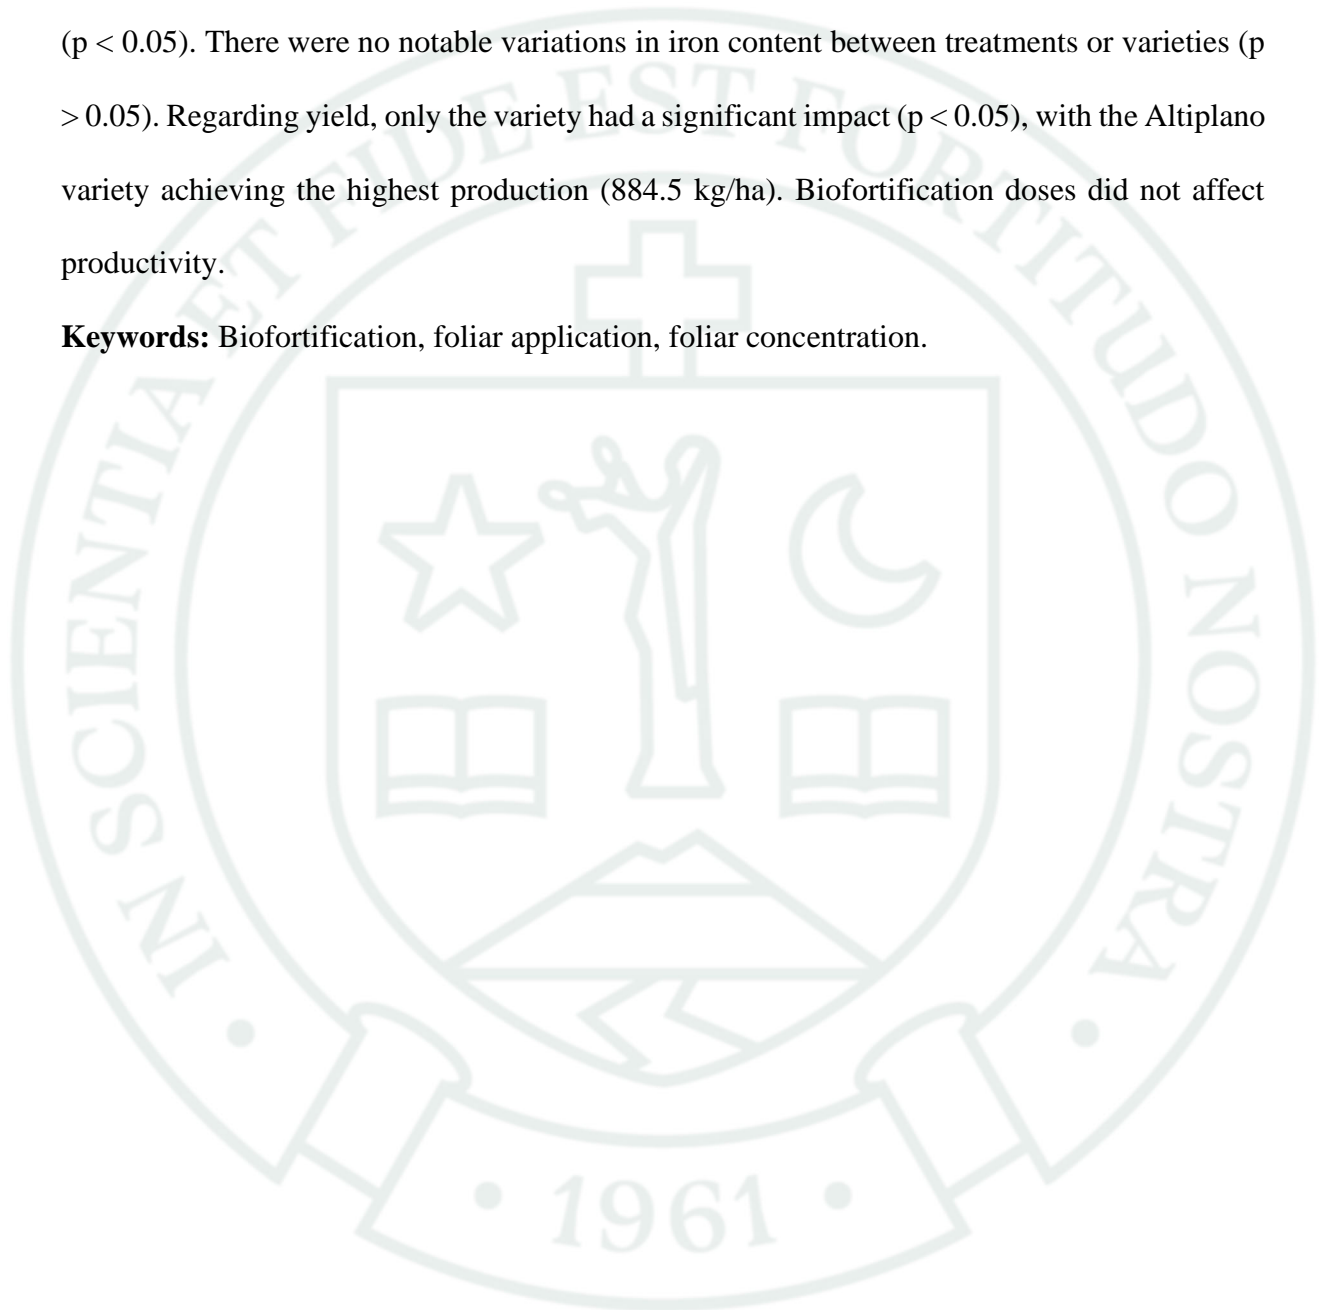 (p < 0.05). There were no notable variations in iron content between treatments or varieties (p
> 0.05). Regarding yield, only the variety had a significant impact (p < 0.05), with the Altiplano
variety achieving the highest production (884.5 kg/ha). Biofortification doses did not affect
productivity.
Keywords: Biofortification, foliar application, foliar concentration.
IN SCIENTIA ET FIDE EST FORTITUDO NOSTRA
• 1961 •